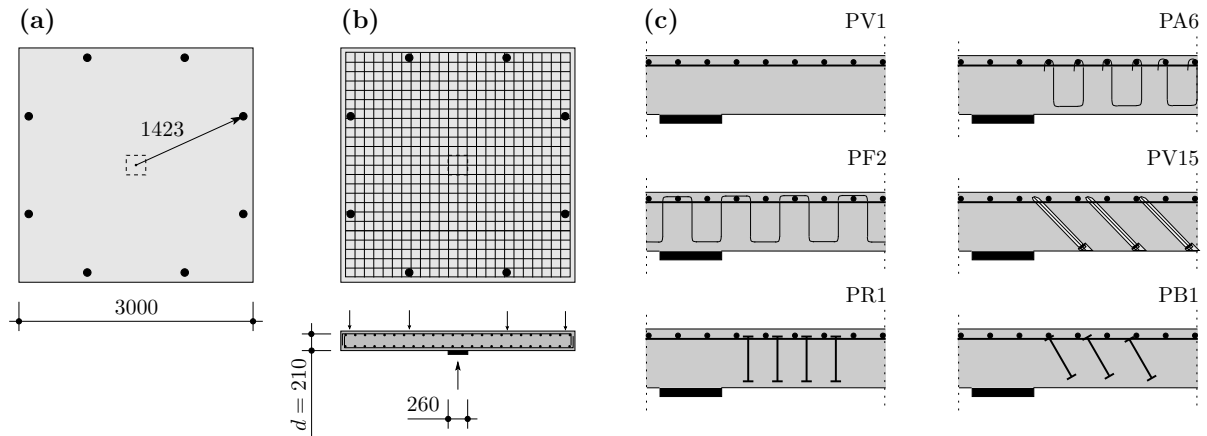 (a)
1423
3000
(b)
d = 210
260
(c)
PV1
PA6
PF2
PV15
PR1
PB1